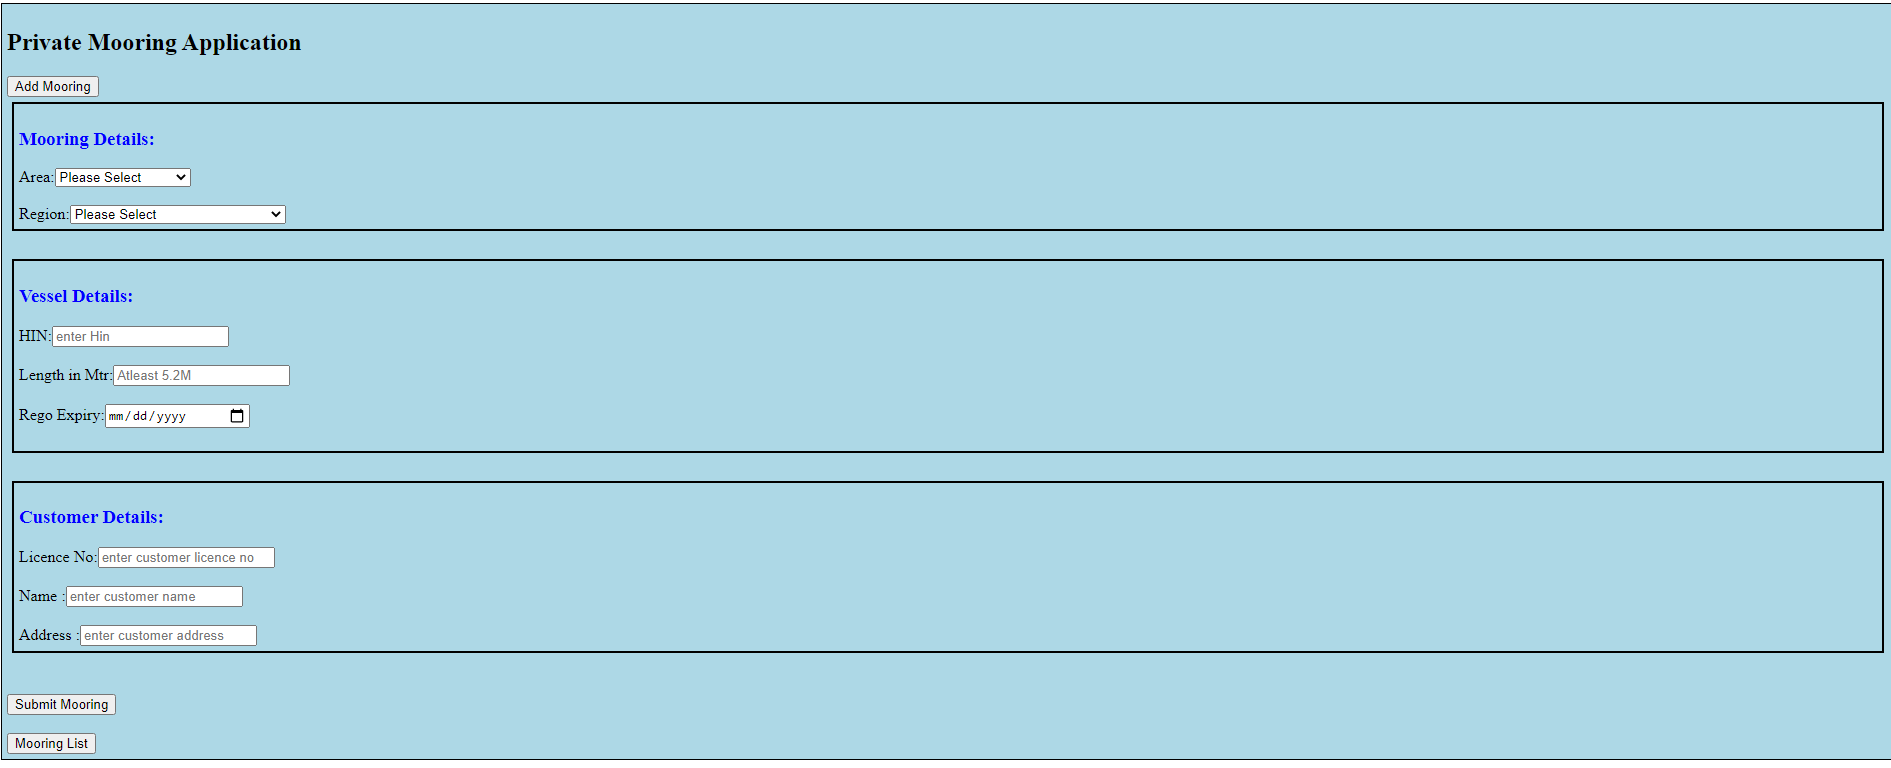 Private Mooring Application
Add Mooring
Mooring Details:
Area: Please Select
Region: Please Select
Vessel Details:
HIN: enter Hin
Length in Mtr: Atleast 5.2M
Rego Expiry: mm/dd/yyyy
Customer Details:
Licence No: enter customer licence no
Name : enter customer name
Address : enter customer address
Submit Mooring
Mooring List